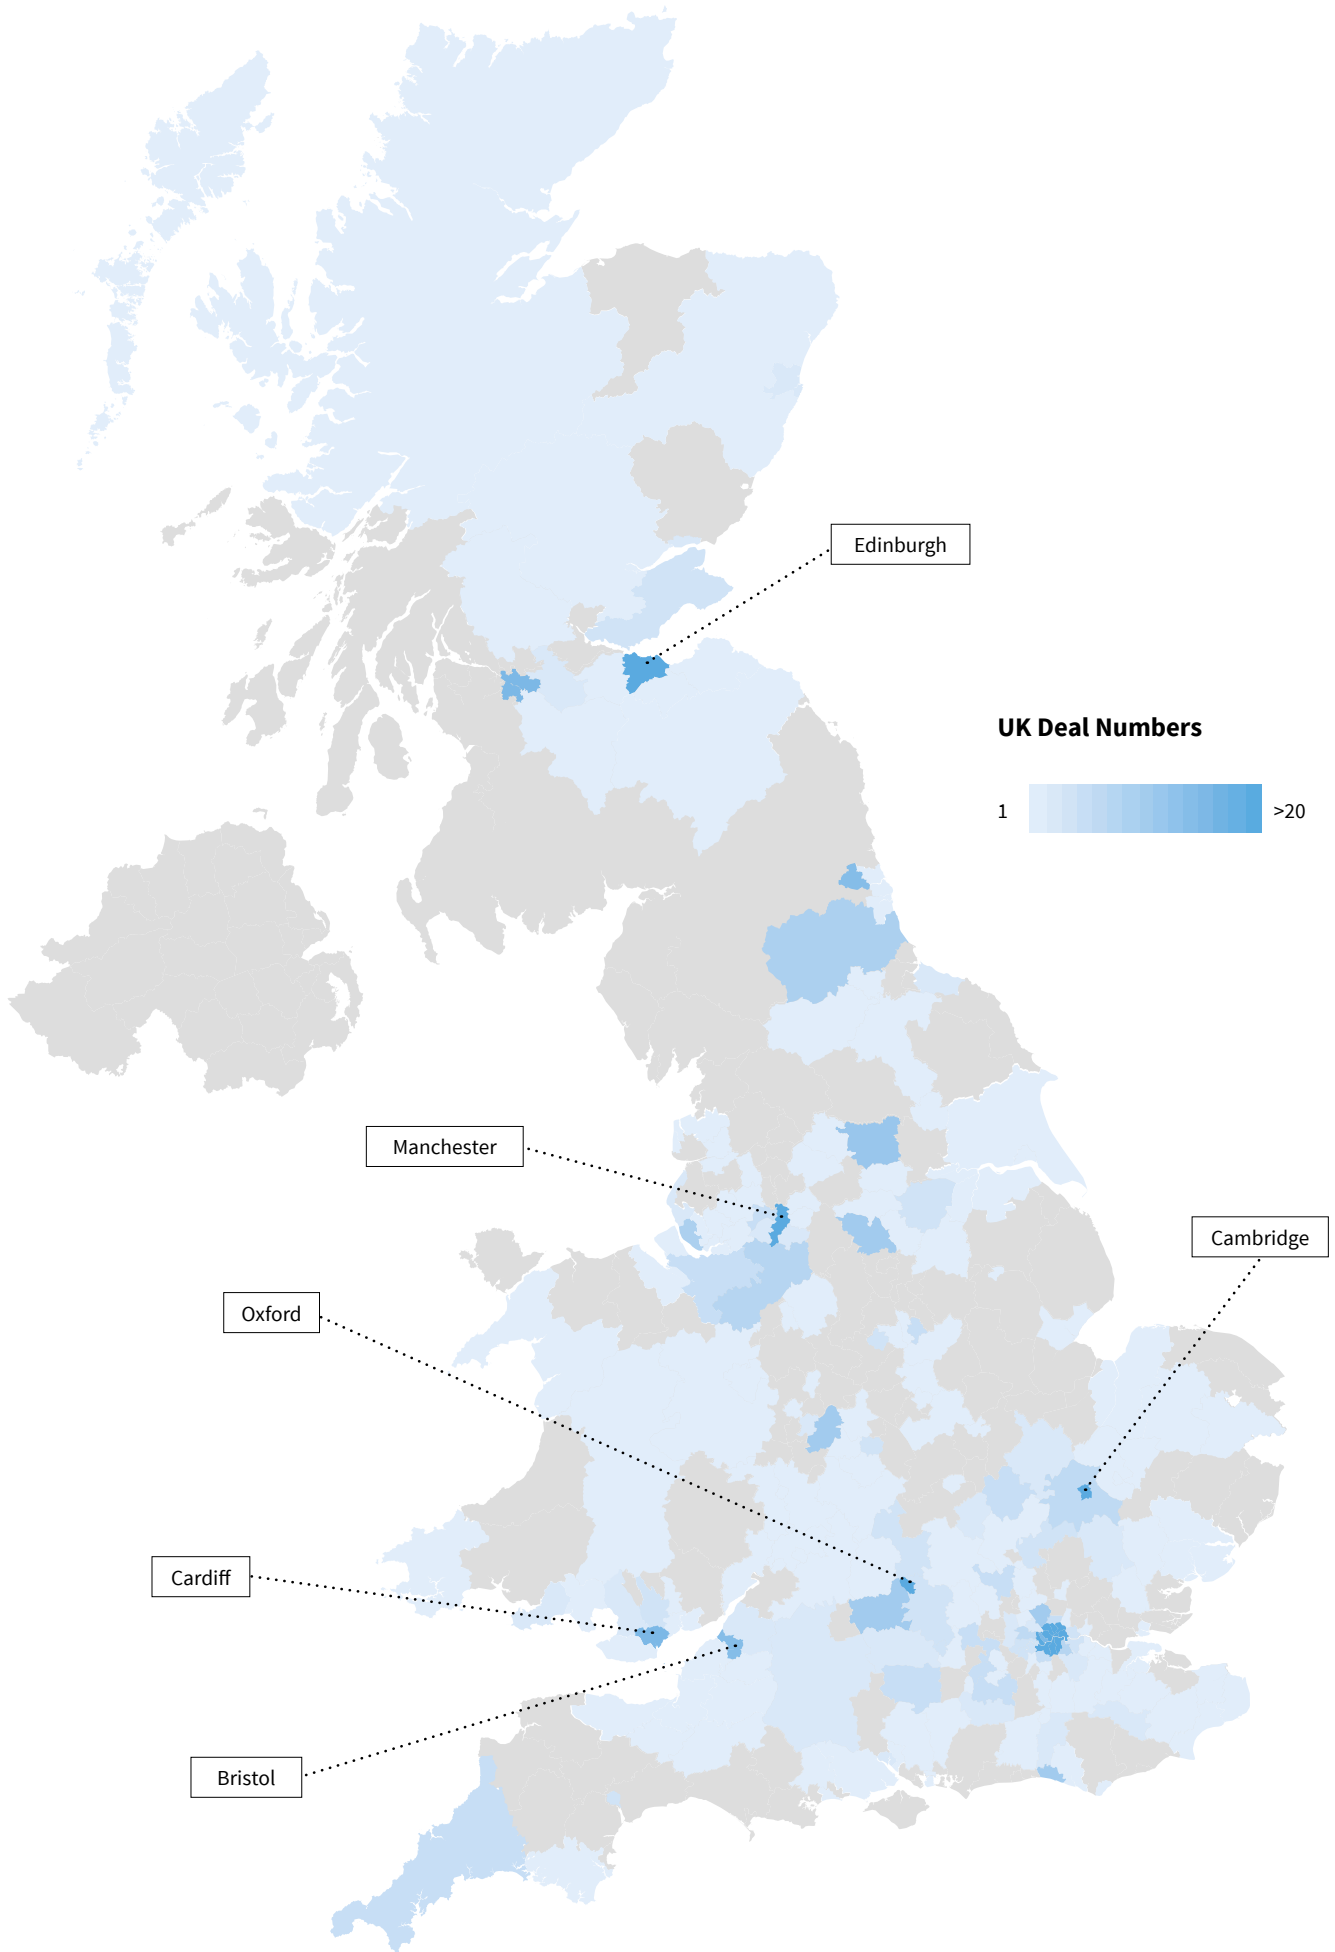 Edinburgh
UK Deal Numbers
1 >20
Manchester
Cambridge
Oxford
Cardiff
Bristol